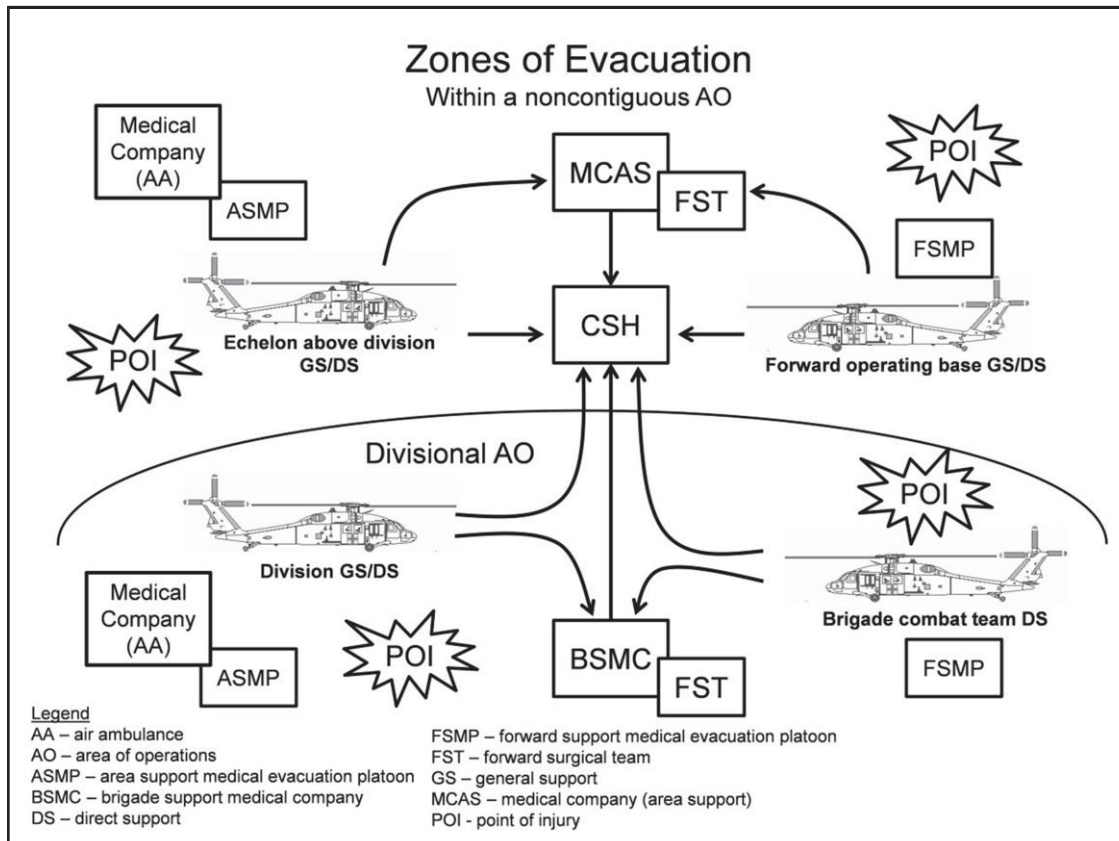 Zones of Evacuation
Within a noncontiguous AO
Medical
Company
(AA)
ASMP
MCAS
FST
POI
FSMP
Echelon above division
GS/DS
POI
CSH
Forward operating base GS/DS
Divisional AO
POI
Division GS/DS
Brigade combat team DS
Medical
Company
(AA)
ASMP
POI
BSMC
FST
FSMP
Legend
AA – air ambulance
AO – area of operations
ASMP – area support medical evacuation platoon
BSMC – brigade support medical company
DS – direct support
FSMP – forward support medical evacuation platoon
FST – forward surgical team
GS – general support
MCAS – medical company (area support)
POI - point of injury